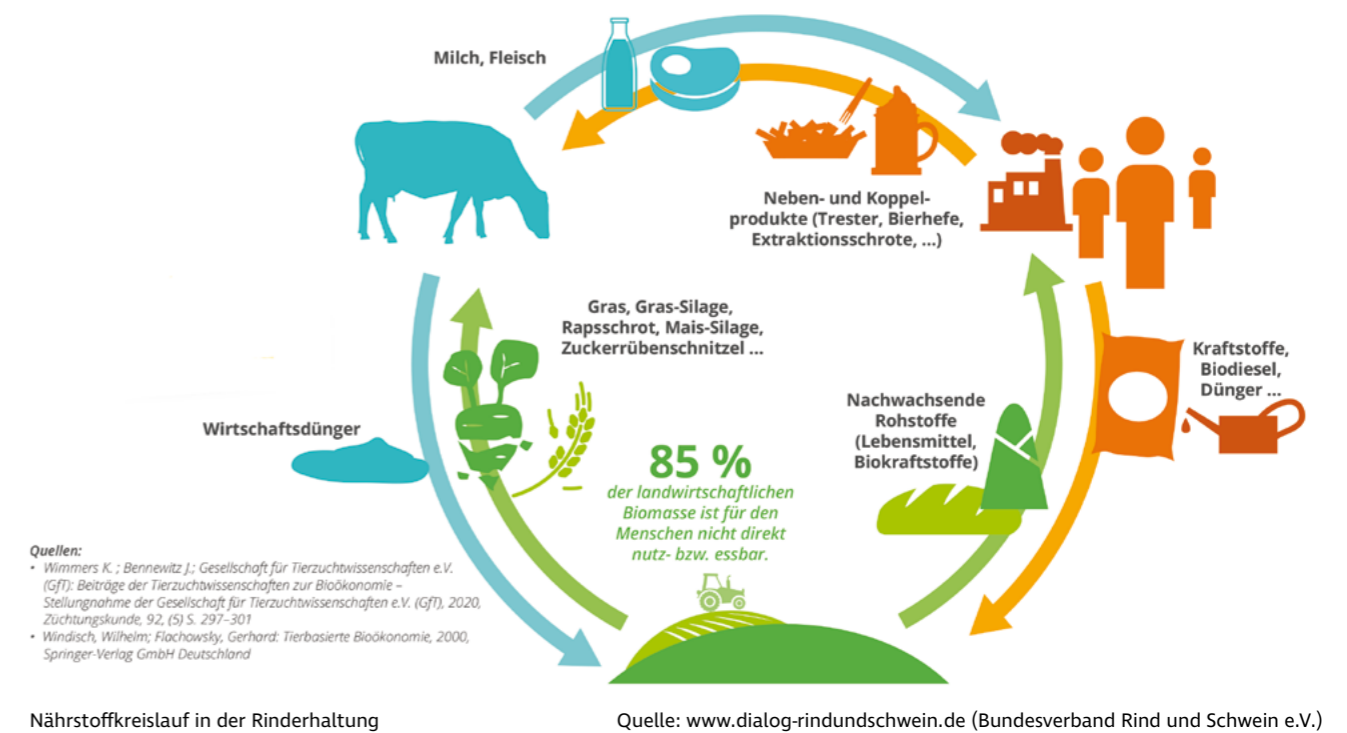 Milch, Fleisch
Neben- und Koppel-
produkte (Trester, Bierhefe,
Extraktionsschrote, ...)
Gras, Gras-Silage,
Rapsschrot, Mais-Silage,
Zuckerrübenschnitzel ...
Kraftstoffe,
Biodiesel,
Dünger ...
Nachwachsende
Rohstoffe
(Lebensmittel,
Biokraftstoffe)
Wirtschaftsdünger
85 %
der landwirtschaftlichen
Biomasse ist für den
Menschen nicht direkt
nutz- bzw. essbar.
Quellen:
• Wimmers K. ; Bennewitz J.; Gesellschaft für Tierzuchtwissenschaften e.V.
(GfT): Beiträge der Tierzuchtwissenschaften zur Bioökonomie –
Stellungnahme der Gesellschaft für Tierzuchtwissenschaften e.V. (GfT), 2020,
Züchtungskunde, 92, (5) S. 297–301
• Windisch, Wilhelm; Flachowsky, Gerhard: Tierbasierte Bioökonomie, 2000,
Springer-Verlag GmbH Deutschland
Nährstoffkreislauf in der Rinderhaltung
Quelle: www.dialog-rindundschwein.de (Bundesverband Rind und Schwein e.V.)